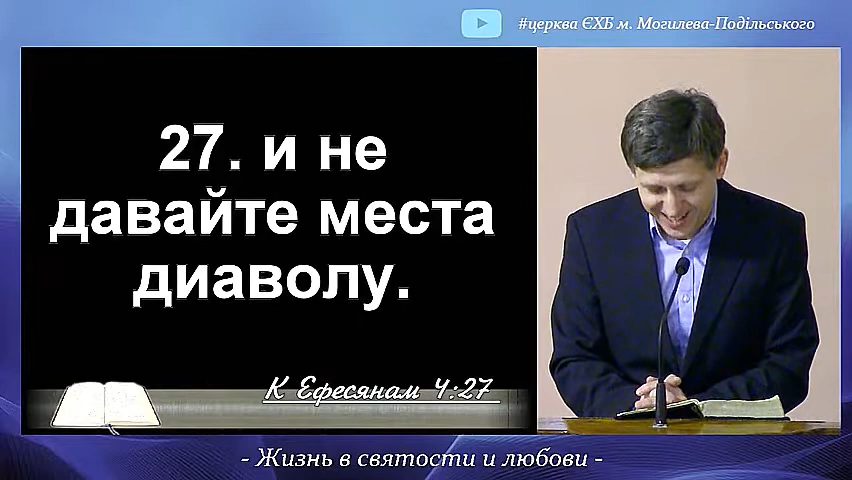 #церква ЄХБ м. Могилева-Подільського
27. и не
давайте места
диаволу.
К Ефесянам 4:27
- Жизнь в святости и любови -